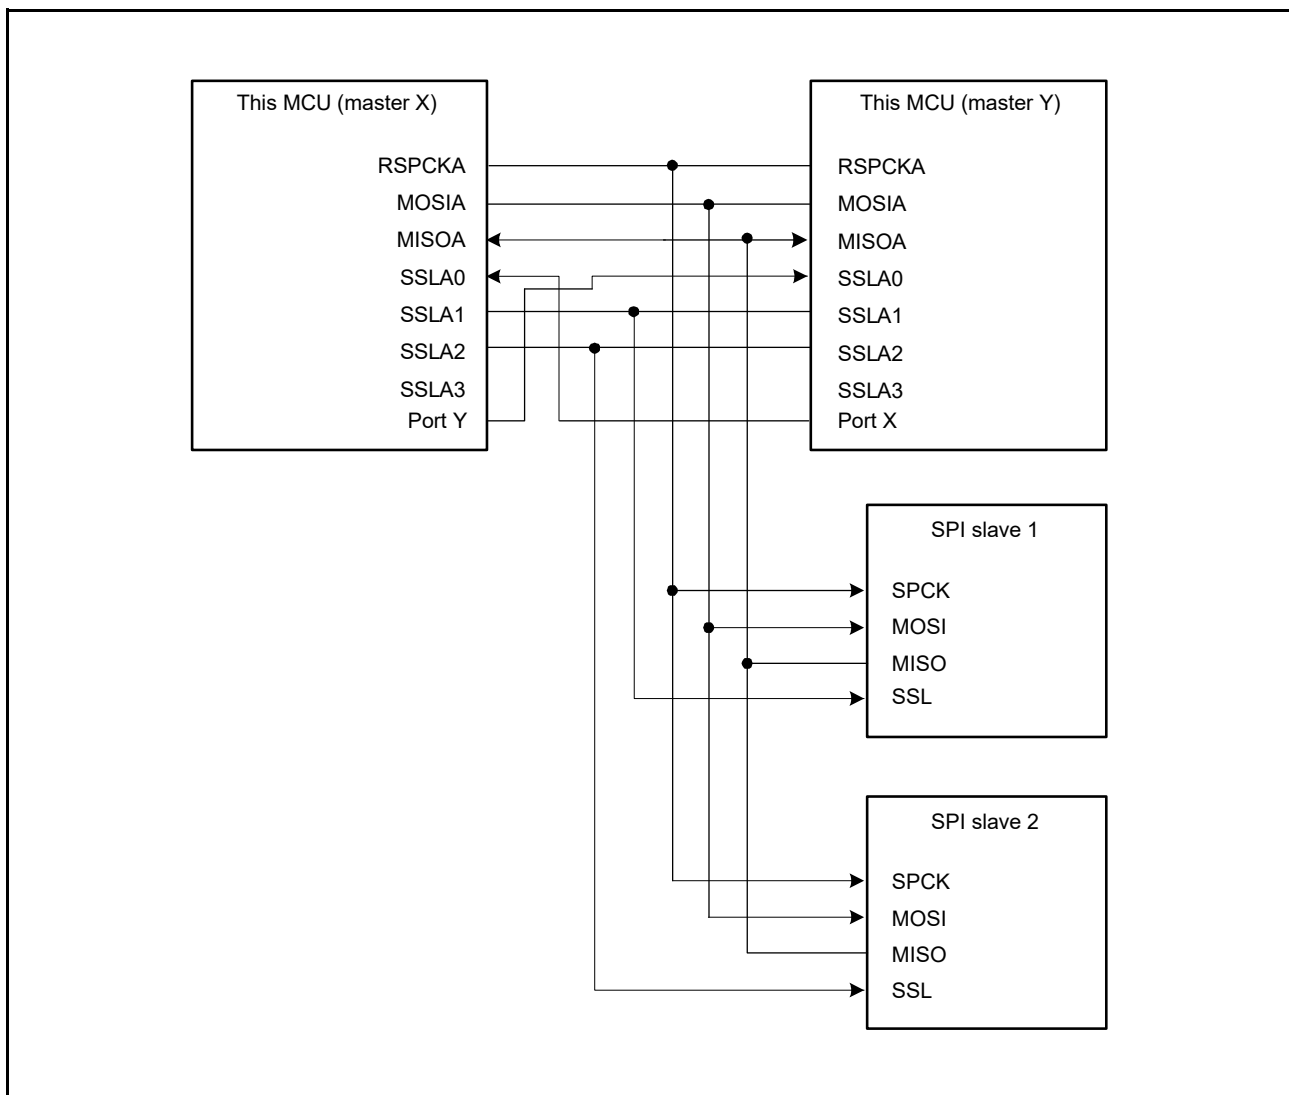 This MCU (master X)
RSPCKA
MOSIA
MISOA
SSLA0
SSLA1
SSLA2
SSLA3
Port Y
This MCU (master Y)
RSPCKA
MOSIA
MISOA
SSLA0
SSLA1
SSLA2
SSLA3
Port X
SPI slave 1
SPCK
MOSI
MISO
SSL
SPI slave 2
SPCK
MOSI
MISO
SSL